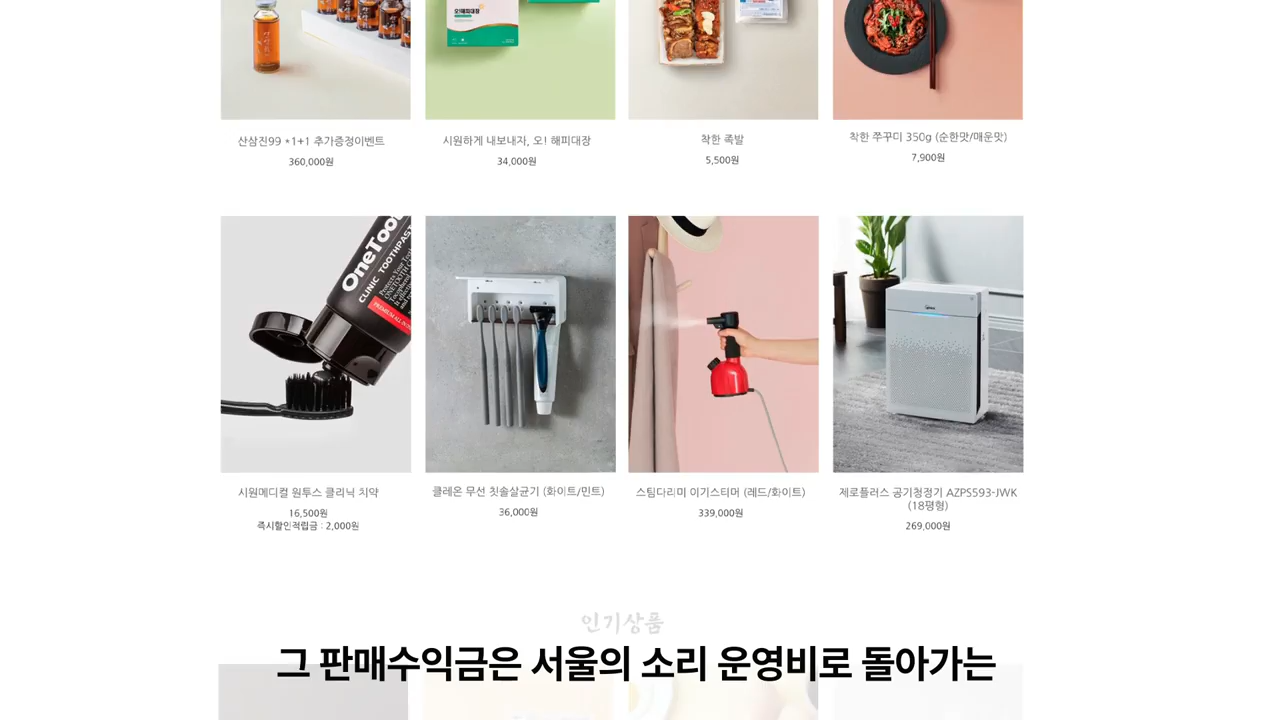 오!해피대장
산삼진99 *1+1 추가증정이벤트
360,000원
시원하게 내보내자, 오! 해피대장
34,000원
착한 족발
5,500원
착한 쭈꾸미 350g (순한맛/매운맛)
7,900원
OneToo
CLINIC TOOTHPAST
시원메디컬 원투스 클리닉 치약
16,500원
즉시할인적립금 : 2,000원
클레온 무선 칫솔살균기 (화이트/민트)
36,000원
스팀다리미 이기스티머 (레드/화이트)
339,000원
제로플러스 공기청정기 AZPS593-JWK
(18평형)
269,000원
인기상품
그 판매수익금은 서울의 소리 운영비로 돌아가는